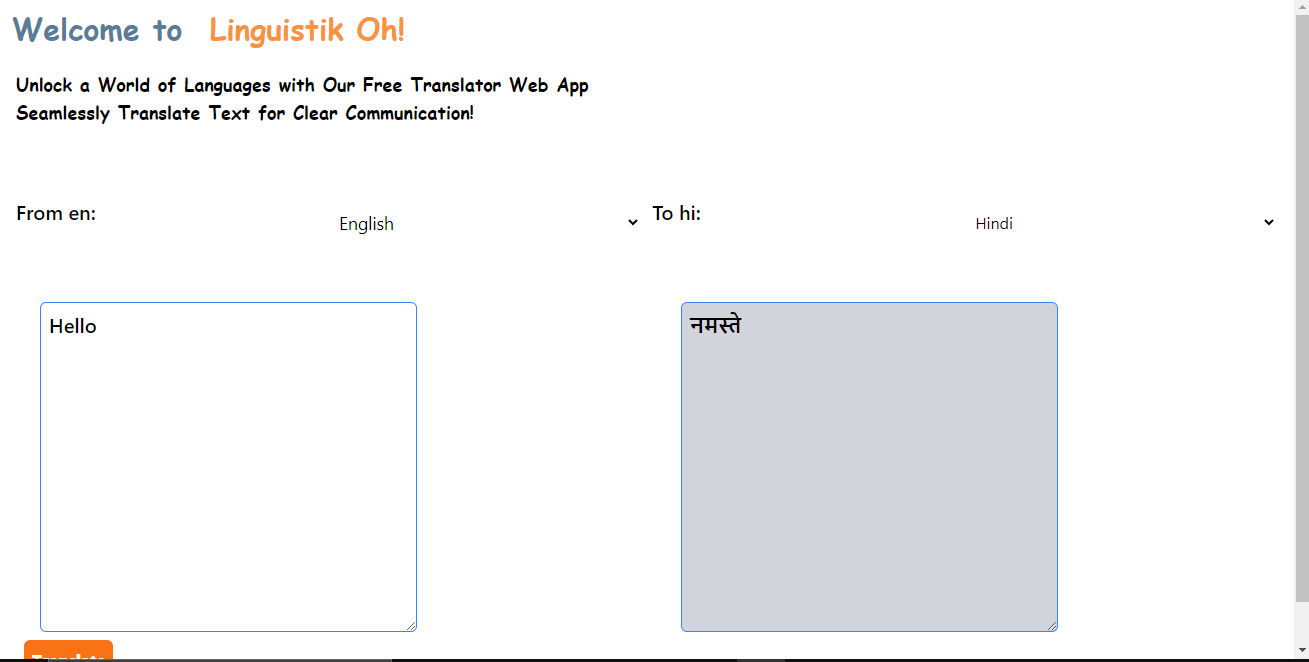 Welcome to Linguistik Oh!
Unlock a World of Languages with Our Free Translator Web App
Seamlessly Translate Text for Clear Communication!
From en:
English
To hi:
Hindi
Hello
नमस्ते
Translate